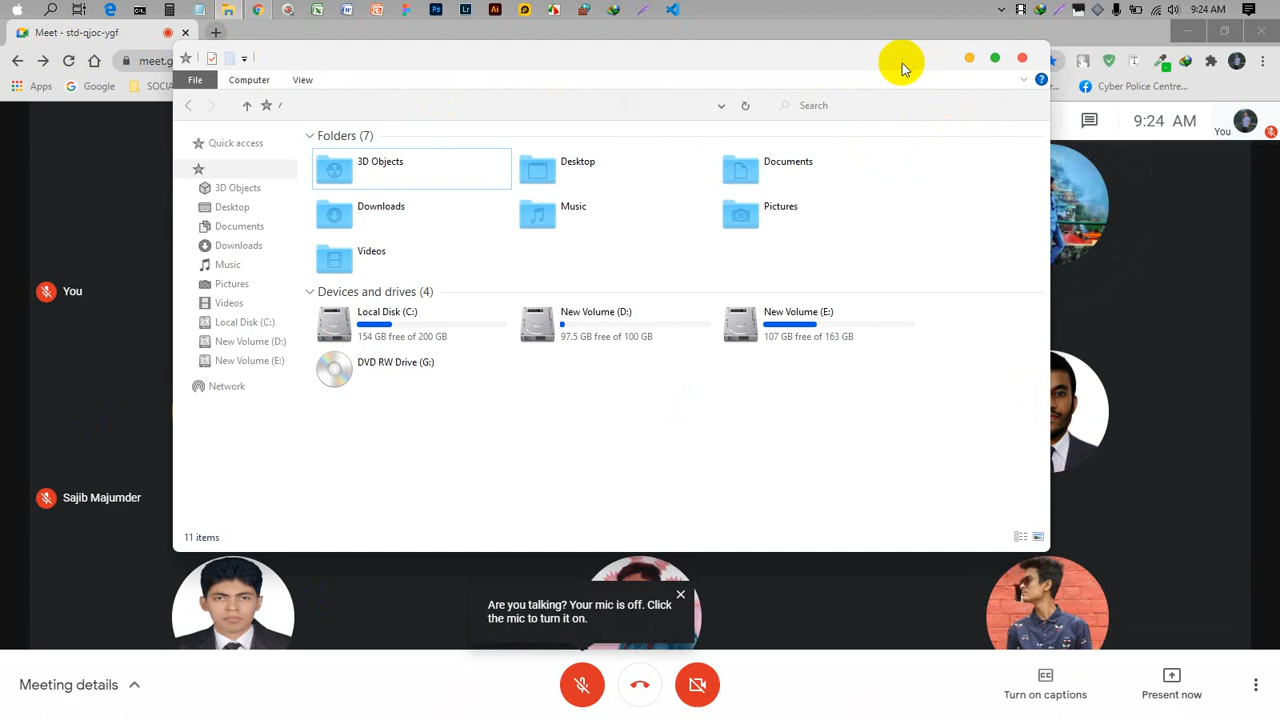 9:24 AM
Meet - std-qjoc-ygf
meet.g
Apps
Google
SOCIA
Cyber Police Centre...
File
Computer
View
/
Search
9:24 AM
You
Quick access
3D Objects
Desktop
Documents
Downloads
Music
Pictures
Videos
Local Disk (C:)
New Volume (D:)
New Volume (E:)
Network
Folders (7)
3D Objects
Desktop
Documents
Downloads
Music
Pictures
Videos
Devices and drives (4)
Local Disk (C:)
154 GB free of 200 GB
New Volume (D:)
97.5 GB free of 100 GB
New Volume (E:)
107 GB free of 163 GB
DVD RW Drive (G:)
11 items
You
Sajib Majumder
Are you talking? Your mic is off. Click
the mic to turn it on.
Meeting details
Turn on captions
Present now